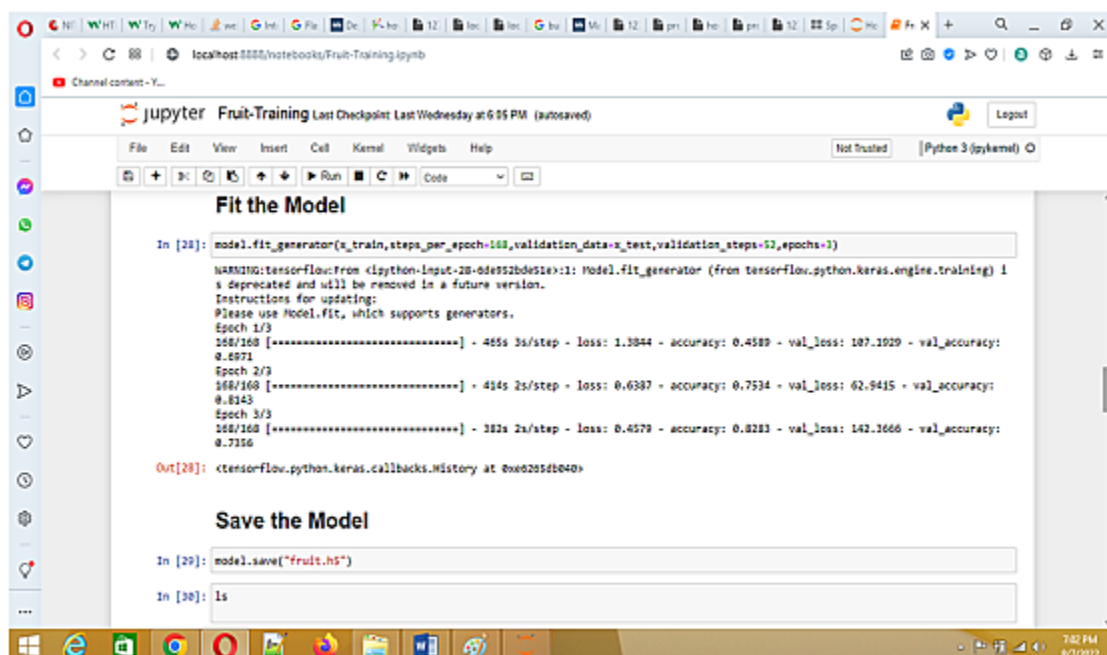 localhost:8888/notebooks/Fruit-Training.ipynb
Channel content - Y...
jupyter Fruit-Training Last Checkpoint: Last Wednesday at 6:05 PM (autosaved)
Logout
File Edit View Insert Cell Kernel Widgets Help
Not Trusted
Python 3 (ipykernel)
Run
Code
Fit the Model
In [28]: model.fit_generator(x_train,steps_per_epoch=168,validation_data=x_test,validation_steps=52,epochs=3)
WARNING:tensorflow:From <ipython-input-28-6de952bde51e>:1: Model.fit_generator (from tensorflow.python.keras.engine.training) i
s deprecated and will be removed in a future version.
Instructions for updating:
Please use Model.fit, which supports generators.
Epoch 1/3
168/168 [==============================] - 465s 3s/step - loss: 1.3844 - accuracy: 0.4589 - val_loss: 107.1929 - val_accuracy:
0.6971
Epoch 2/3
168/168 [==============================] - 414s 2s/step - loss: 0.6387 - accuracy: 0.7534 - val_loss: 62.9415 - val_accuracy:
0.8143
Epoch 3/3
168/168 [==============================] - 382s 2s/step - loss: 0.4579 - accuracy: 0.8283 - val_loss: 142.3666 - val_accuracy:
0.7356
Out[28]: <tensorflow.python.keras.callbacks.History at 0xe6265db040>
Save the Model
In [29]: model.save("fruit.h5")
In [30]: ls
7:02 PM